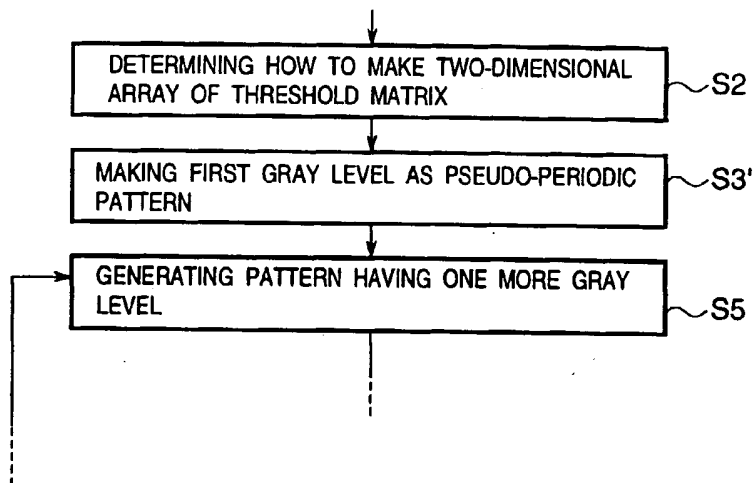 DETERMINING HOW TO MAKE TWO-DIMENSIONAL
ARRAY OF THRESHOLD MATRIX
S2
MAKING FIRST GRAY LEVEL AS PSEUDO-PERIODIC
PATTERN
S3'
GENERATING PATTERN HAVING ONE MORE GRAY
LEVEL
S5